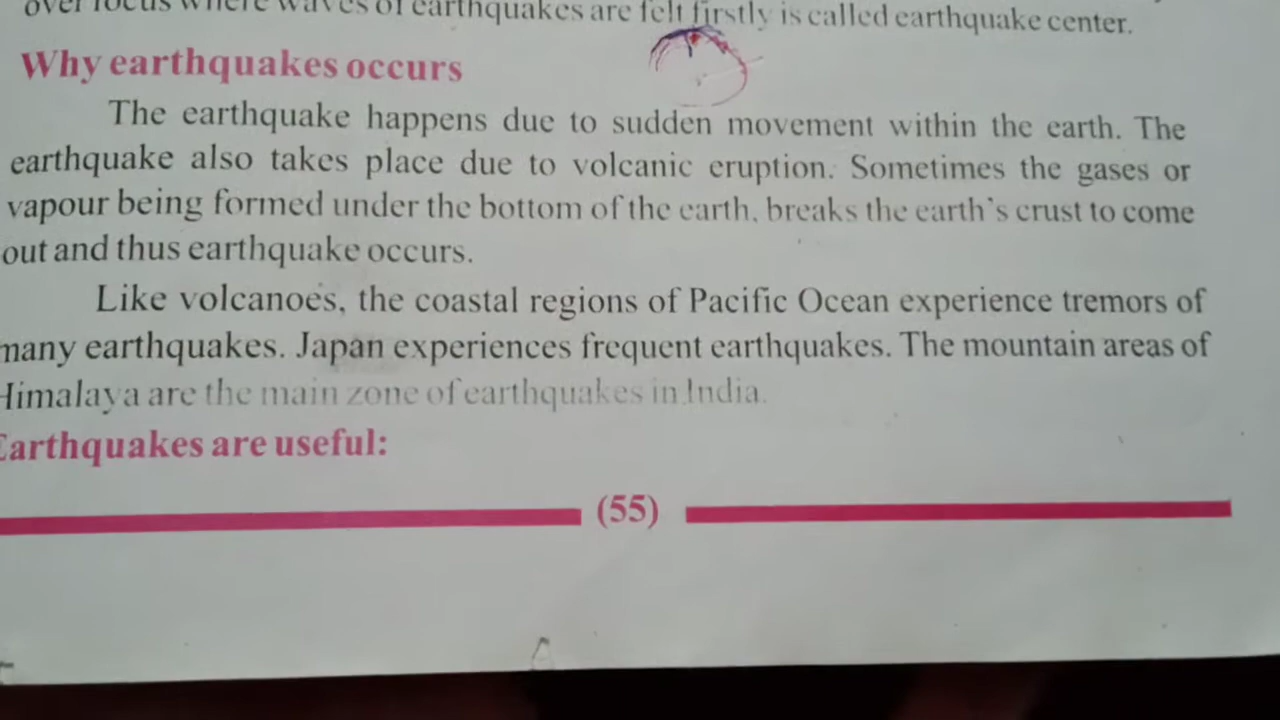 over focus where waves of earthquakes are felt firstly is called earthquake center.
Why earthquakes occurs
The earthquake happens due to sudden movement within the earth. The
earthquake also takes place due to volcanic eruption. Sometimes the gases or
vapour being formed under the bottom of the earth, breaks the earth's crust to come
out and thus earthquake occurs.
Like volcanoes, the coastal regions of Pacific Ocean experience tremors of
many earthquakes. Japan experiences frequent earthquakes. The mountain areas of
Himalaya are the main zone of earthquakes in India.
Earthquakes are useful:
(55)